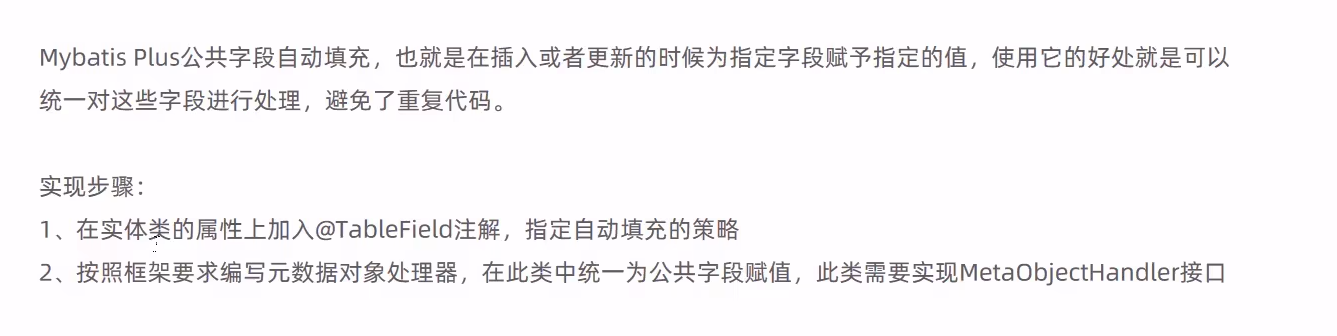 Mybatis Plus公共字段自动填充，也就是在插入或者更新的时候为指定字段赋予指定的值，使用它的好处就是可以
统一对这些字段进行处理，避免了重复代码。
实现步骤：
1、在实体类的属性上加入@TableField注解，指定自动填充的策略
2、按照框架要求编写元数据对象处理器，在此类中统一为公共字段赋值，此类需要实现MetaObjectHandler接口